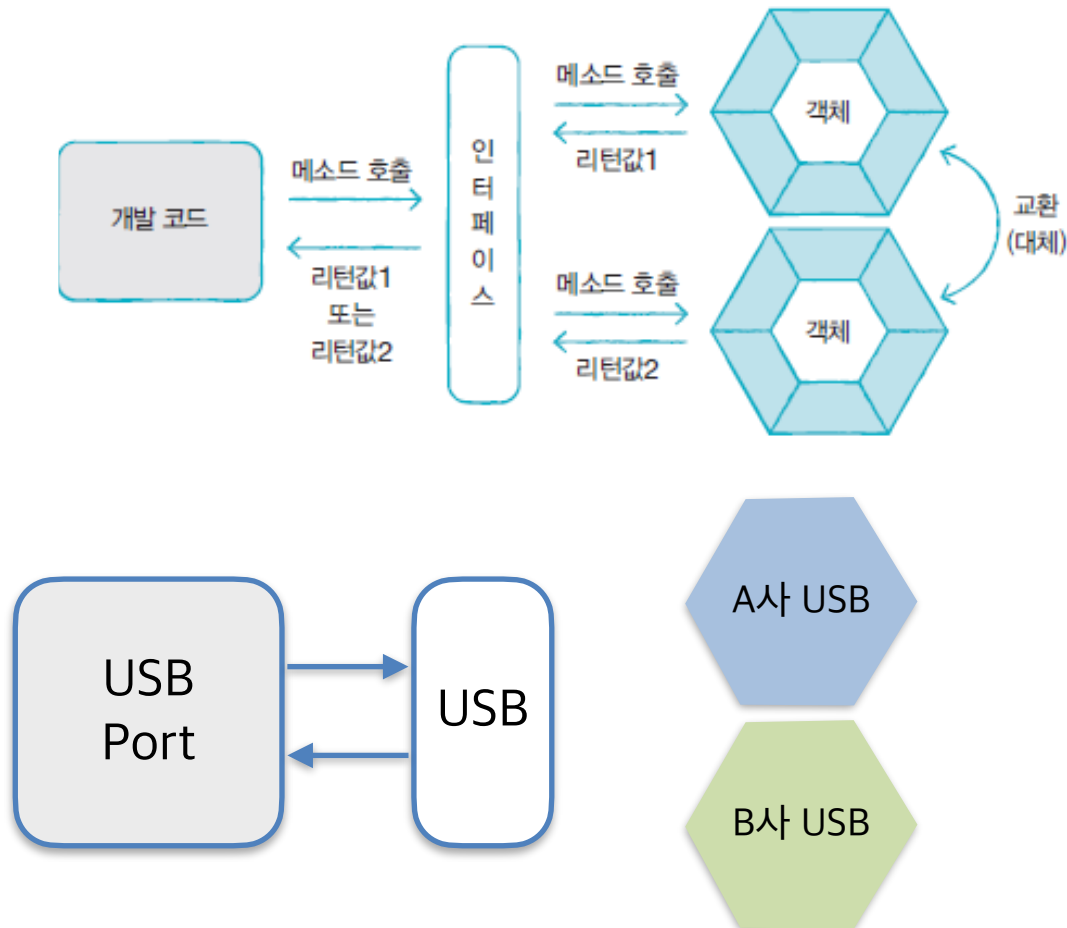 개발 코드
메소드 호출
리턴값1
또는
리턴값2
인
터
페
이
스
메소드 호출
리턴값1
객체
메소드 호출
리턴값2
객체
교환
(대체)
USB
Port
USB
A사 USB
B사 USB